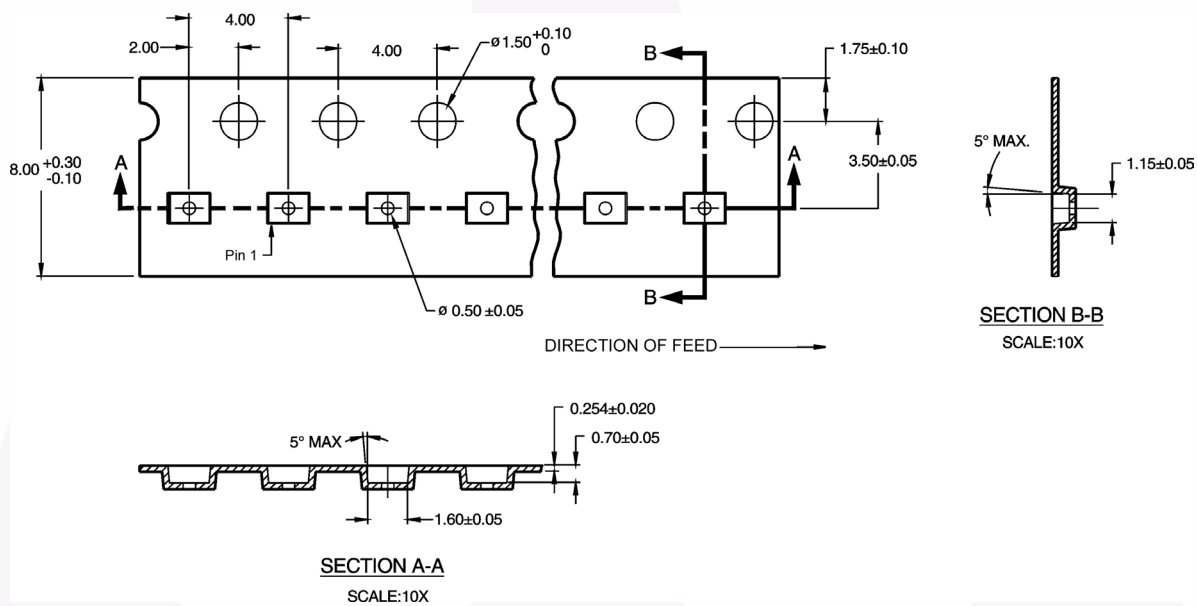 4.00
2.00
4.00
ø1.50 +0.10
0
B
1.75±0.10
8.00 +0.30
-0.10
A
A
3.50±0.05
5° MAX.
1.15±0.05
Pin 1
ø 0.50 ±0.05
B
SECTION B-B
SCALE:10X
DIRECTION OF FEED
0.254±0.020
5° MAX
0.70±0.05
1.60±0.05
SECTION A-A
SCALE:10X